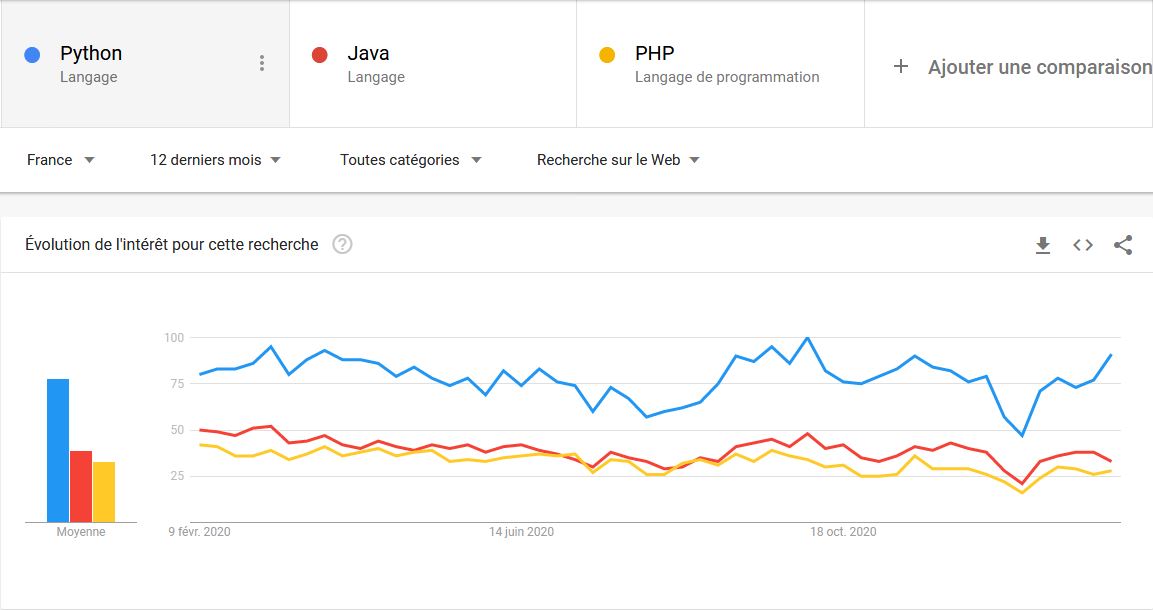 Python
Langage
Java
Langage
PHP
Langage de programmation
+ Ajouter une comparaison
France
12 derniers mois
Toutes catégories
Recherche sur le Web
Évolution de l'intérêt pour cette recherche ?
100
75
50
25
Moyenne
9 févr. 2020
14 juin 2020
18 oct. 2020